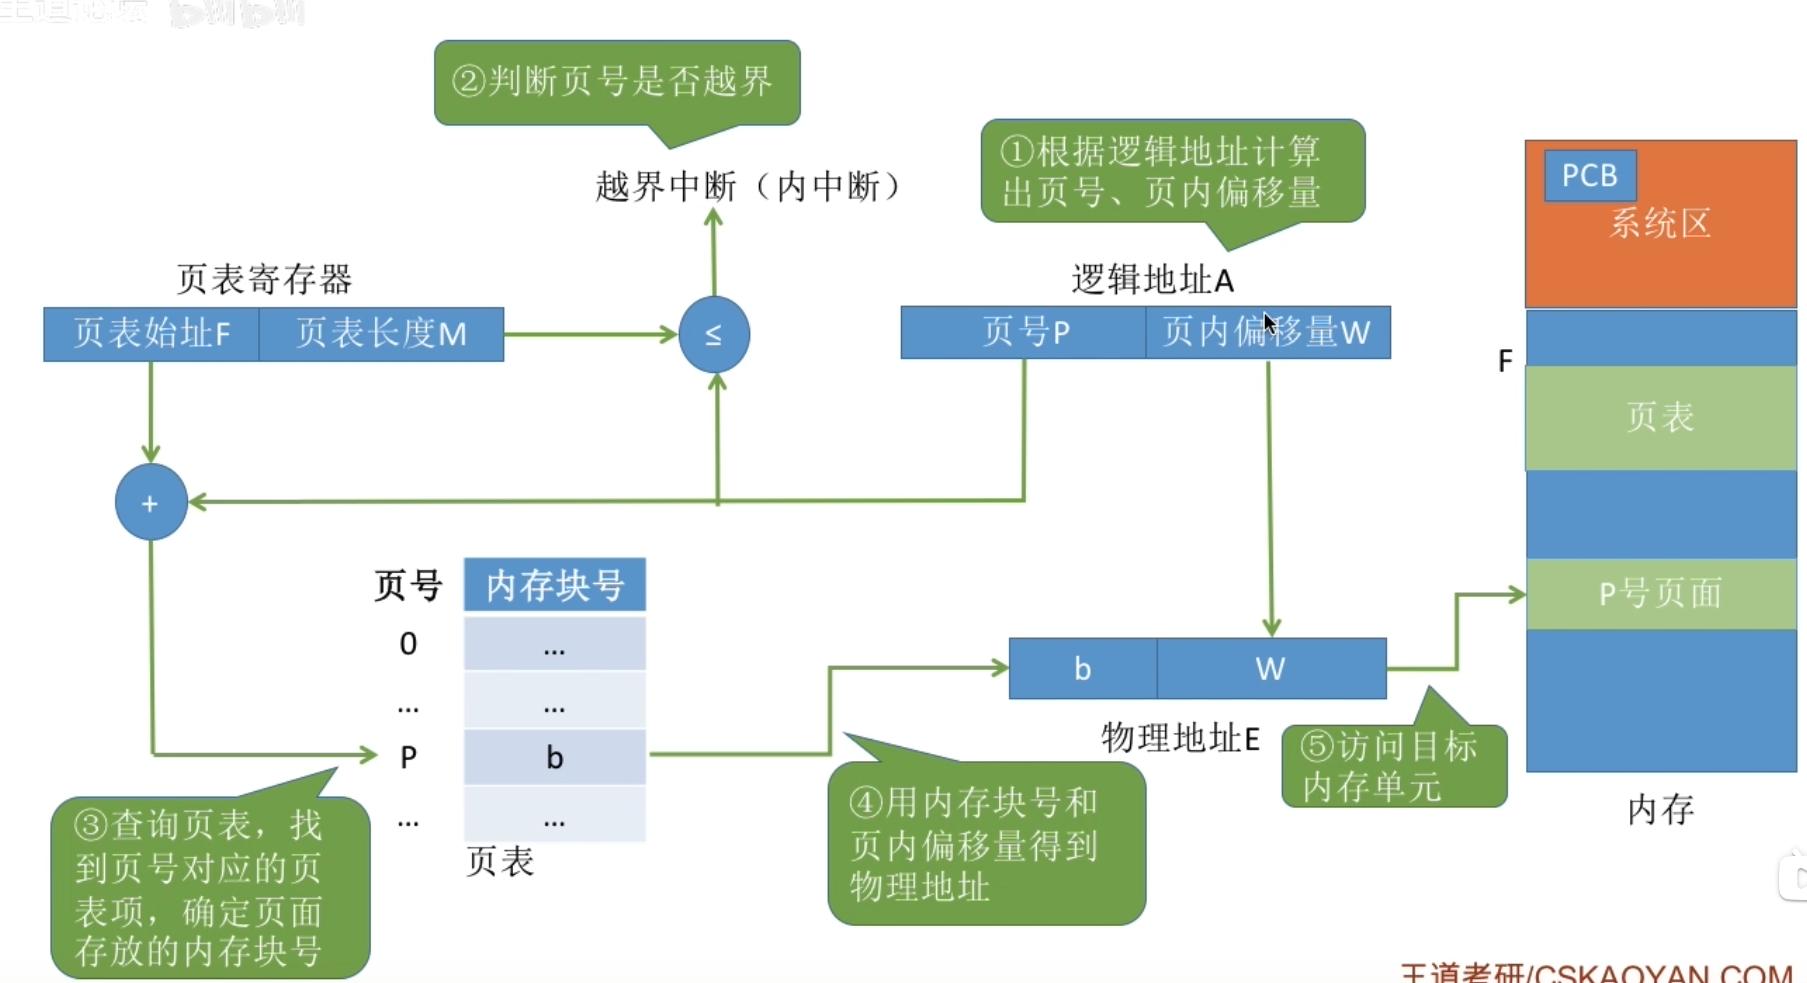 王道论坛 bilibili
②判断页号是否越界
越界中断（内中断）
①根据逻辑地址计算
出页号、页内偏移量
PCB
系统区
页表寄存器
页表始址F
页表长度M
≤
逻辑地址A
页号P
页内偏移量W
F
页表
+
页号
内存块号
0
...
...
...
P
b
...
...
页表
b
W
物理地址E
P号页面
内存
③查询页表，找
到页号对应的页
表项，确定页面
存放的内存块号
④用内存块号和
页内偏移量得到
物理地址
⑤访问目标
内存单元
王道考研/CSKAOYAN.COM